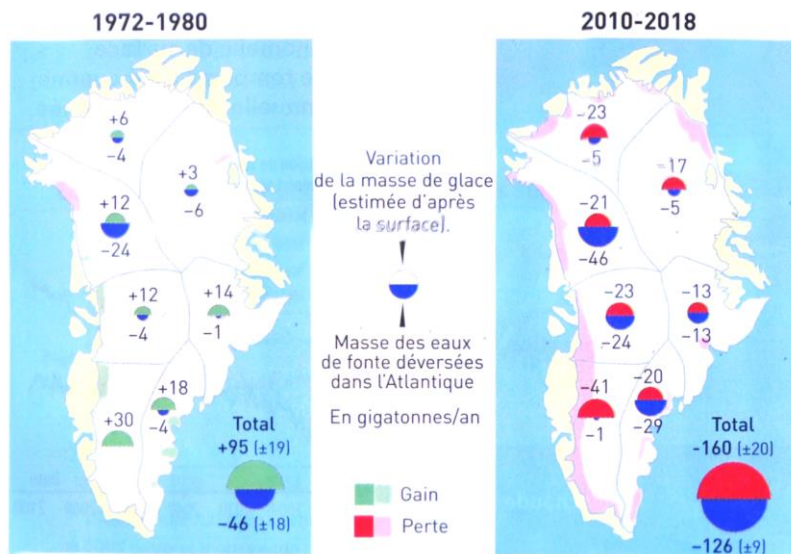 1972-1980
+6
-4
+3
-6
+12
-24
+12
-4
+14
-1
+18
-4
+30
Total
+95 (±19)
-46 (±18)
Variation
de la masse de glace
(estimée d'après
la surface).
Masse des eaux
de fonte déversées
dans l'Atlantique
En gigatonnes/an
Gain
Perte
2010-2018
-23
-5
-17
-5
-21
-46
-23
-24
-13
-13
-41
-1
-20
-29
Total
-160 (±20)
-126 (±9)